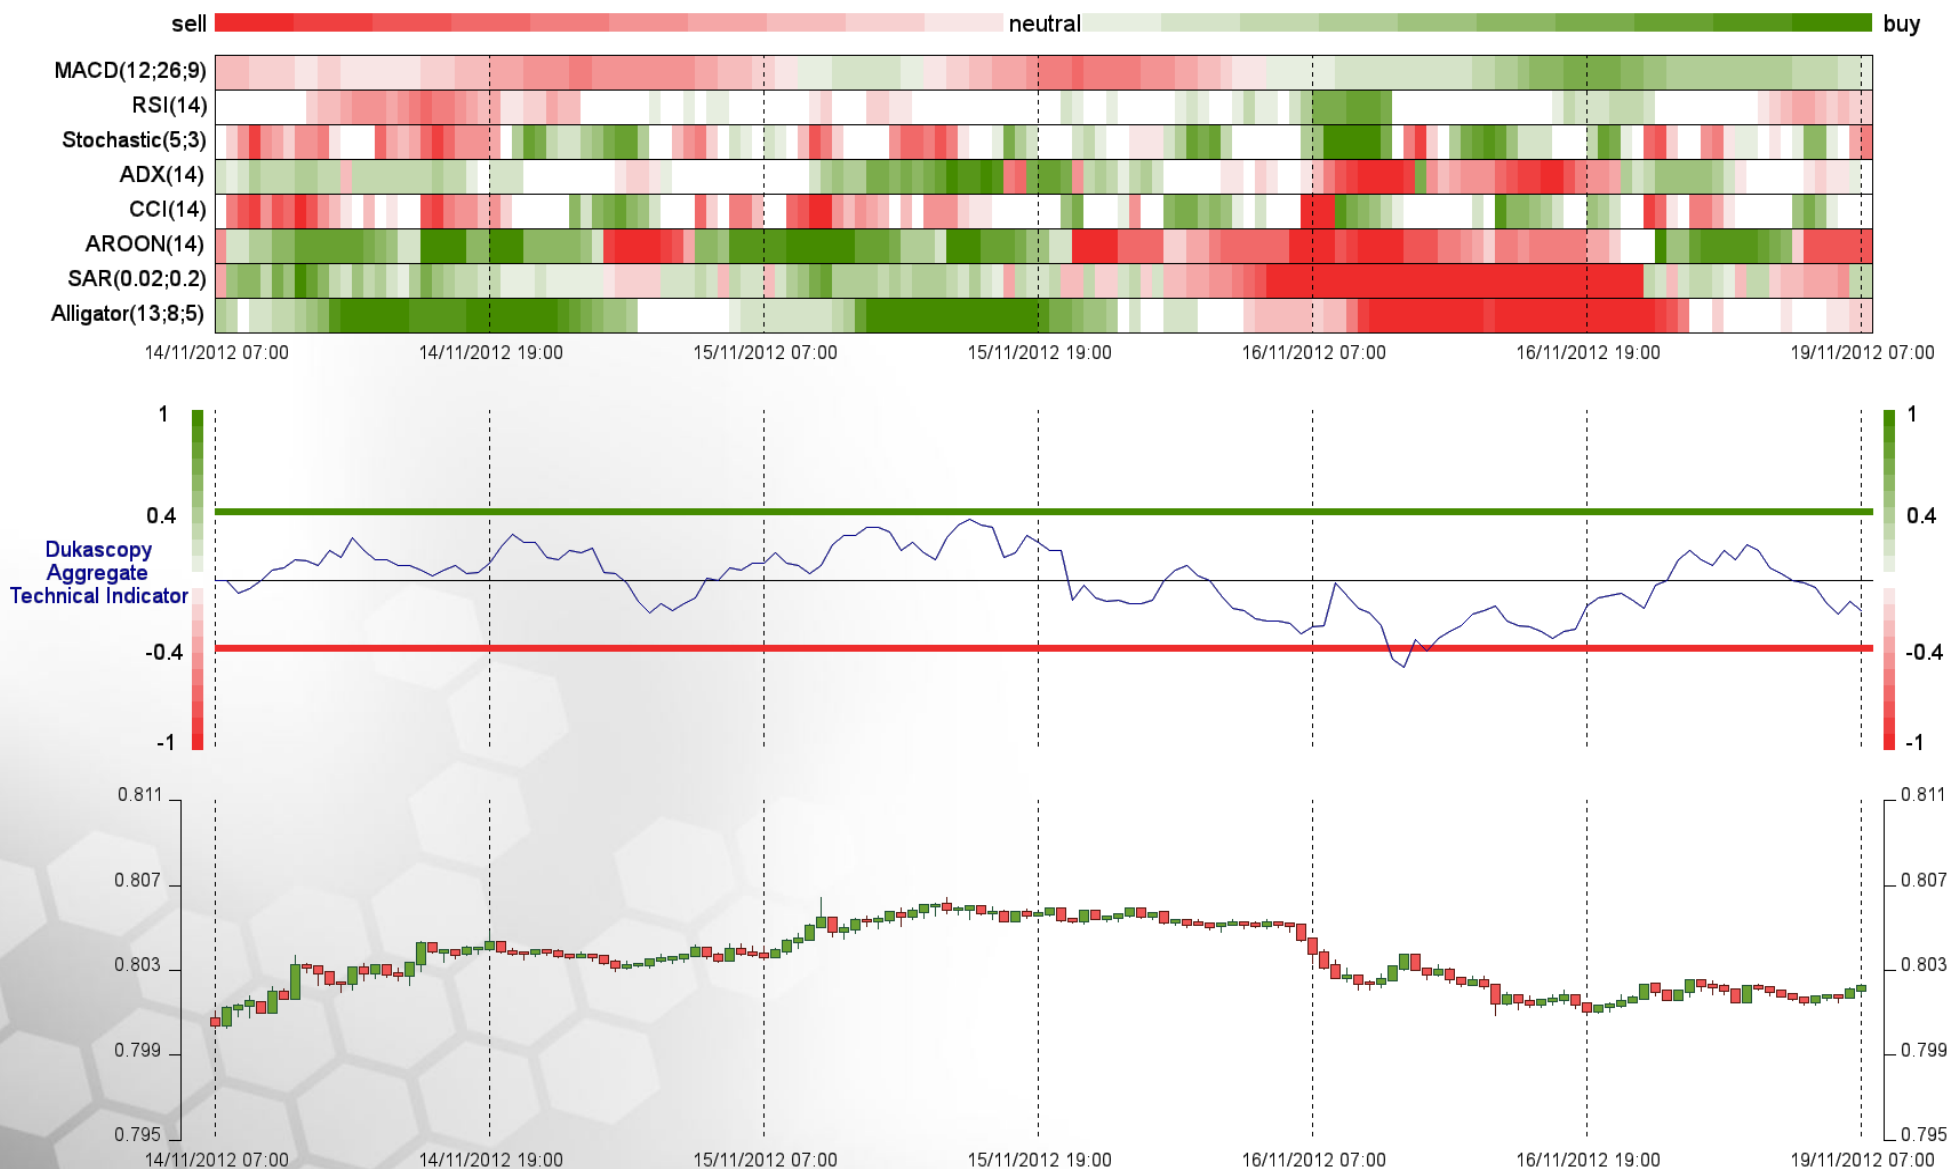 sell neutral buy
MACD(12;26;9)
RSI(14)
Stochastic(5;3)
ADX(14)
CCI(14)
AROON(14)
SAR(0.02;0.2)
Alligator(13;8;5)
14/11/2012 07:00 14/11/2012 19:00 15/11/2012 07:00 15/11/2012 19:00 16/11/2012 07:00 16/11/2012 19:00 19/11/2012 07:00
1 1
0.4 0.4
Dukascopy
Aggregate
Technical Indicator
-0.4 -0.4
-1 -1
0.811 0.811
0.807 0.807
0.803 0.803
0.799 0.799
0.795 0.795
14/11/2012 07:00 14/11/2012 19:00 15/11/2012 07:00 15/11/2012 19:00 16/11/2012 07:00 16/11/2012 19:00 19/11/2012 07:00